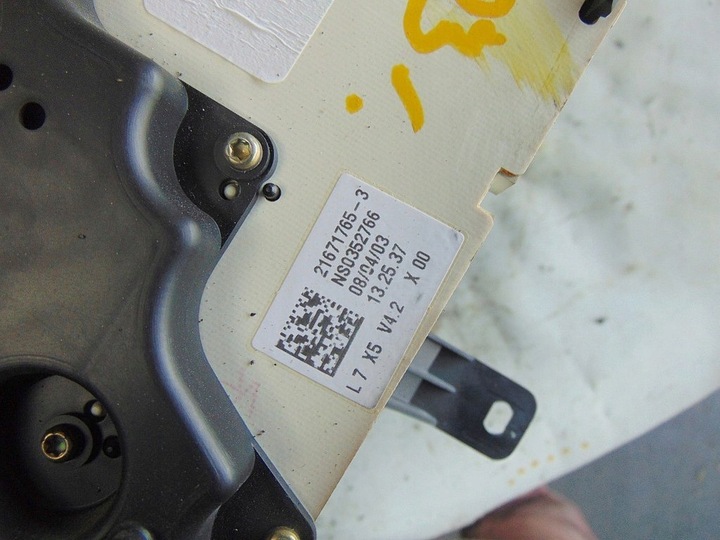 21671765-3
NS0352766
08/04/03
13.25.37
L 7 X5 V4.2 X 00